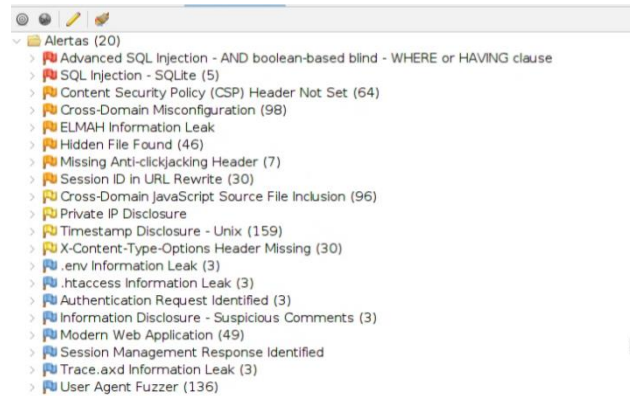 Alertas (20)
Advanced SQL Injection - AND boolean-based blind - WHERE or HAVING clause
SQL Injection - SQLite (5)
Content Security Policy (CSP) Header Not Set (64)
Cross-Domain Misconfiguration (98)
ELMAH Information Leak
Hidden File Found (46)
Missing Anti-clickjacking Header (7)
Session ID in URL Rewrite (30)
Cross-Domain JavaScript Source File Inclusion (96)
Private IP Disclosure
Timestamp Disclosure - Unix (159)
X-Content-Type-Options Header Missing (30)
.env Information Leak (3)
.htaccess Information Leak (3)
Authentication Request Identified (3)
Information Disclosure - Suspicious Comments (3)
Modern Web Application (49)
Session Management Response Identified
Trace.axd Information Leak (3)
User Agent Fuzzer (136)